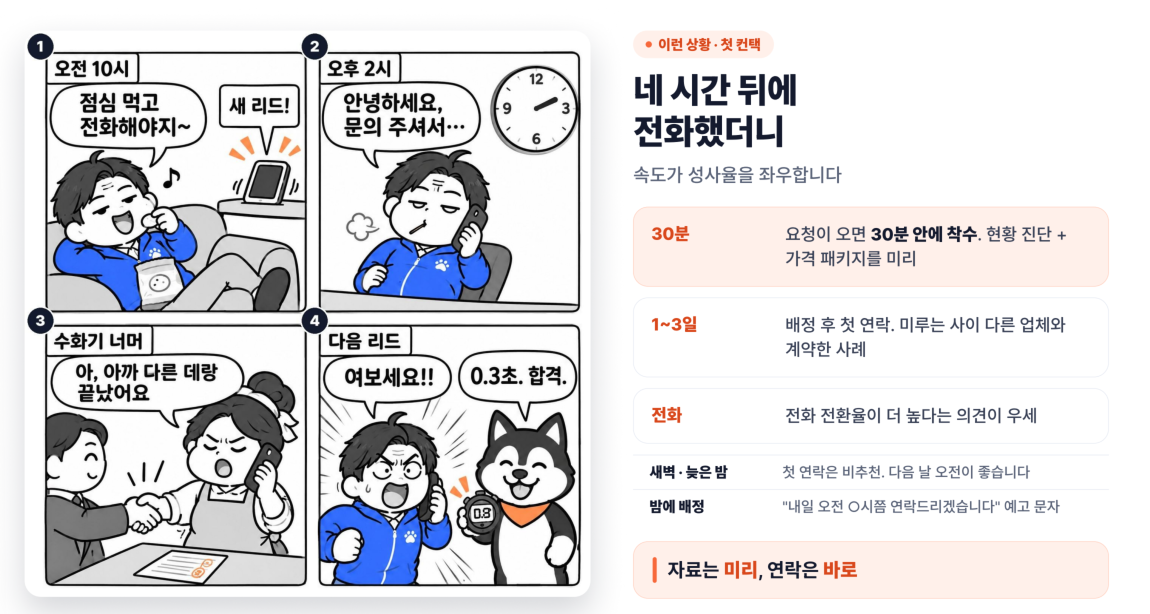 1
오전 10시
점심 먹고
전화해야지~
새 리드!
2
오후 2시
안녕하세요,
문의 주셔서…
12
9
3
6
3
수화기 너머
아, 아까 다른 데랑
끝났어요
4
다음 리드
여보세요!!
0.3초. 합격.
0.3
이런 상황 · 첫 컨택
네 시간 뒤에
전화했더니
속도가 성사율을 좌우합니다
30분
요청이 오면 30분 안에 착수. 현황 진단 +
가격 패키지를 미리
1~3일
배정 후 첫 연락. 미루는 사이 다른 업체와
계약한 사례
전화
전화 전환율이 더 높다는 의견이 우세
새벽 · 늦은 밤
첫 연락은 비추천. 다음 날 오전이 좋습니다
밤에 배정
"내일 오전 O시쯤 연락드리겠습니다" 예고 문자
자료는 미리, 연락은 바로